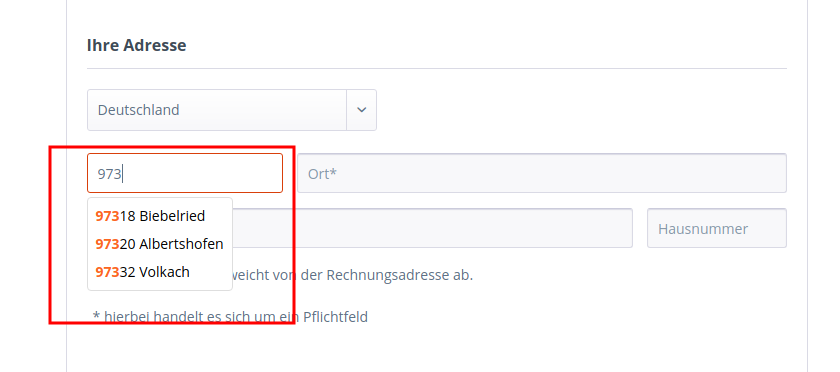 Ihre Adresse
Deutschland
973
Ort*
97318 Biebelried
97320 Albertshofen
Hausnummer
97332 Volkach
weicht von der Rechnungsadresse ab.
* hierbei handelt es sich um ein Pflichtfeld